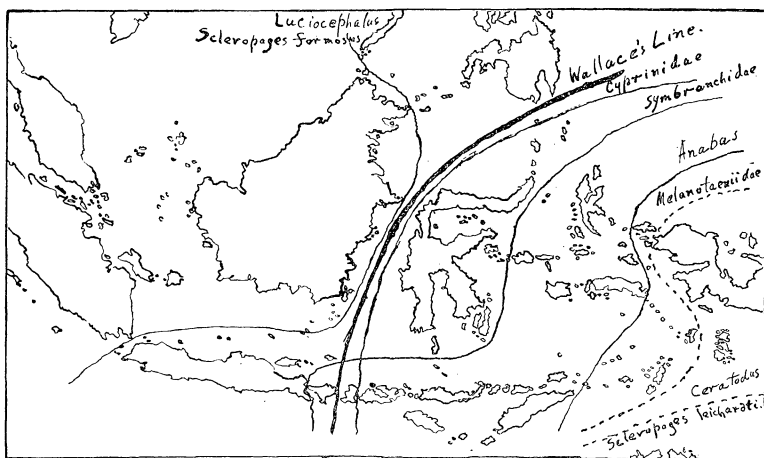 Luciocephalus
Scleropages formosus
Wallace's Line.
Cyprinidae
Symbranchidae
Anabas
Melanotaeniidae
Ceratodus
Scleropages leichardti.